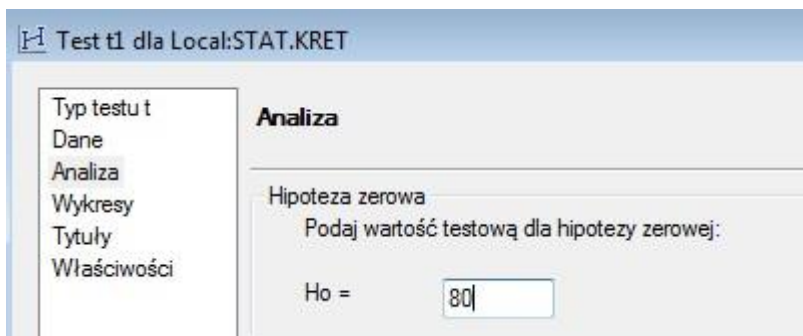 Test t1 dla Local:STAT.KRET
Typ testu t
Dane
Analiza
Wykresy
Tytuły
Właściwości
Analiza
Hipoteza zerowa
Podaj wartość testową dla hipotezy zerowej:
Ho = 80